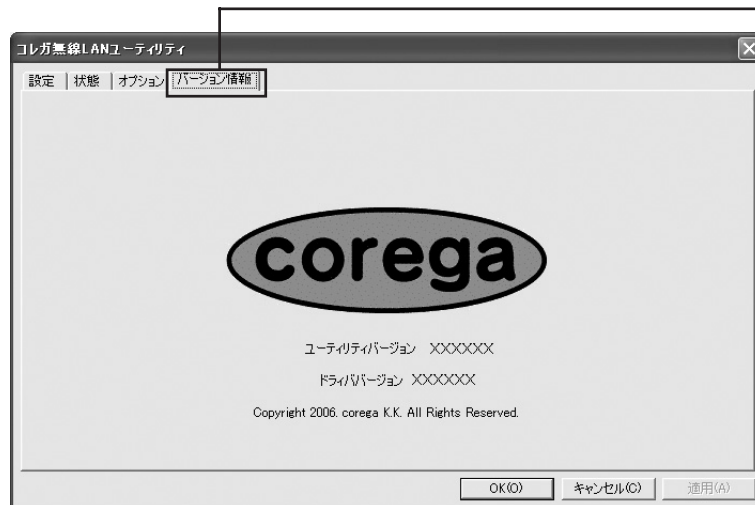 コレガ無線LANユーティリティ
設定 状態 オプション バージョン情報
corega
ユーティリティバージョン XXXXXX
ドライババージョン XXXXXX
Copyright 2006. corega K.K. All Rights Reserved.
OK(O) キャンセル(C) 適用(A)